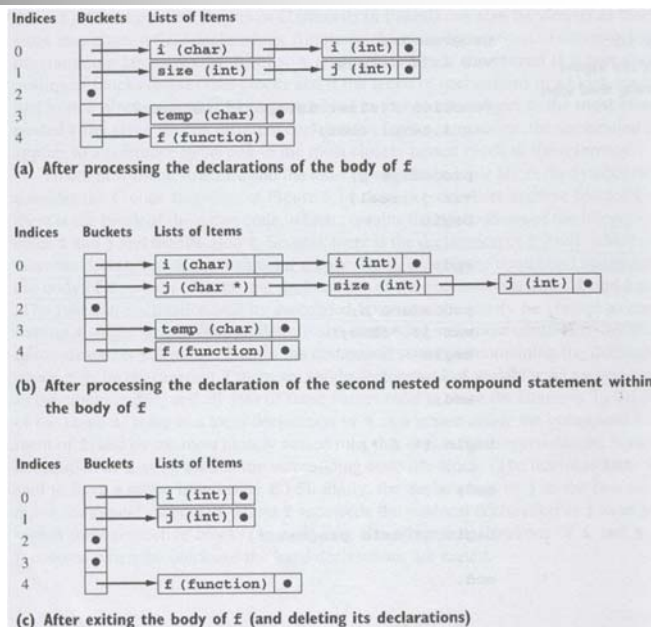 Indices Buckets Lists of Items
0 i (char) i (int)
1 size (int) j (int)
2
3 temp (char)
4 f (function)
(a) After processing the declaration of the body of f
Indices Buckets Lists of Items
0 i (char) i (int)
1 j (char *) size (int) j (int)
2
3 temp (char)
4 f (function)
(b) After processing the declaration of the second nested compound statement within
the body of f
Indices Buckets Lists of Items
0 i (int)
1 j (int)
2
3
4 f (function)
(c) After exiting the body of f (and deleting its declarations)